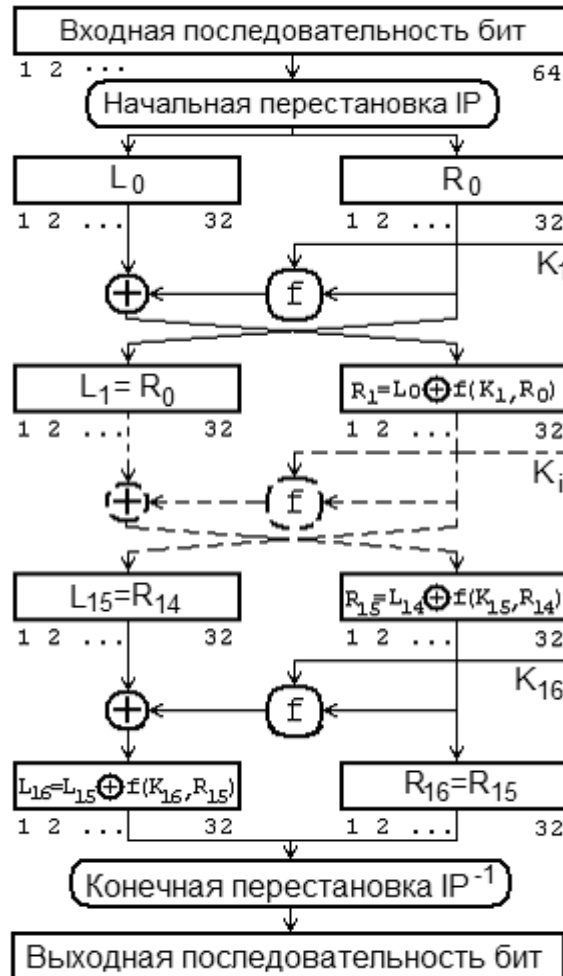 Входная последовательность бит
1 2 ... 64
Начальная перестановка IP
L₀ R₀
1 2 ... 32 1 2 ... 32
K₁
⊕ f
L₁= R₀ R₁=L₀⊕f(K₁,R₀)
1 2 ... 32 1 2 ... 32
Kᵢ
⊕ f
L₁₅=R₁₄ R₁₅=L₁₄⊕f(K₁₅,R₁₄)
1 2 ... 32 1 2 ... 32
K₁₆
⊕ f
L₁₆=L₁₅⊕f(K₁₆,R₁₅) R₁₆=R₁₅
1 2 ... 32 1 2 ... 32
Конечная перестановка IP⁻¹
Выходная последовательность бит